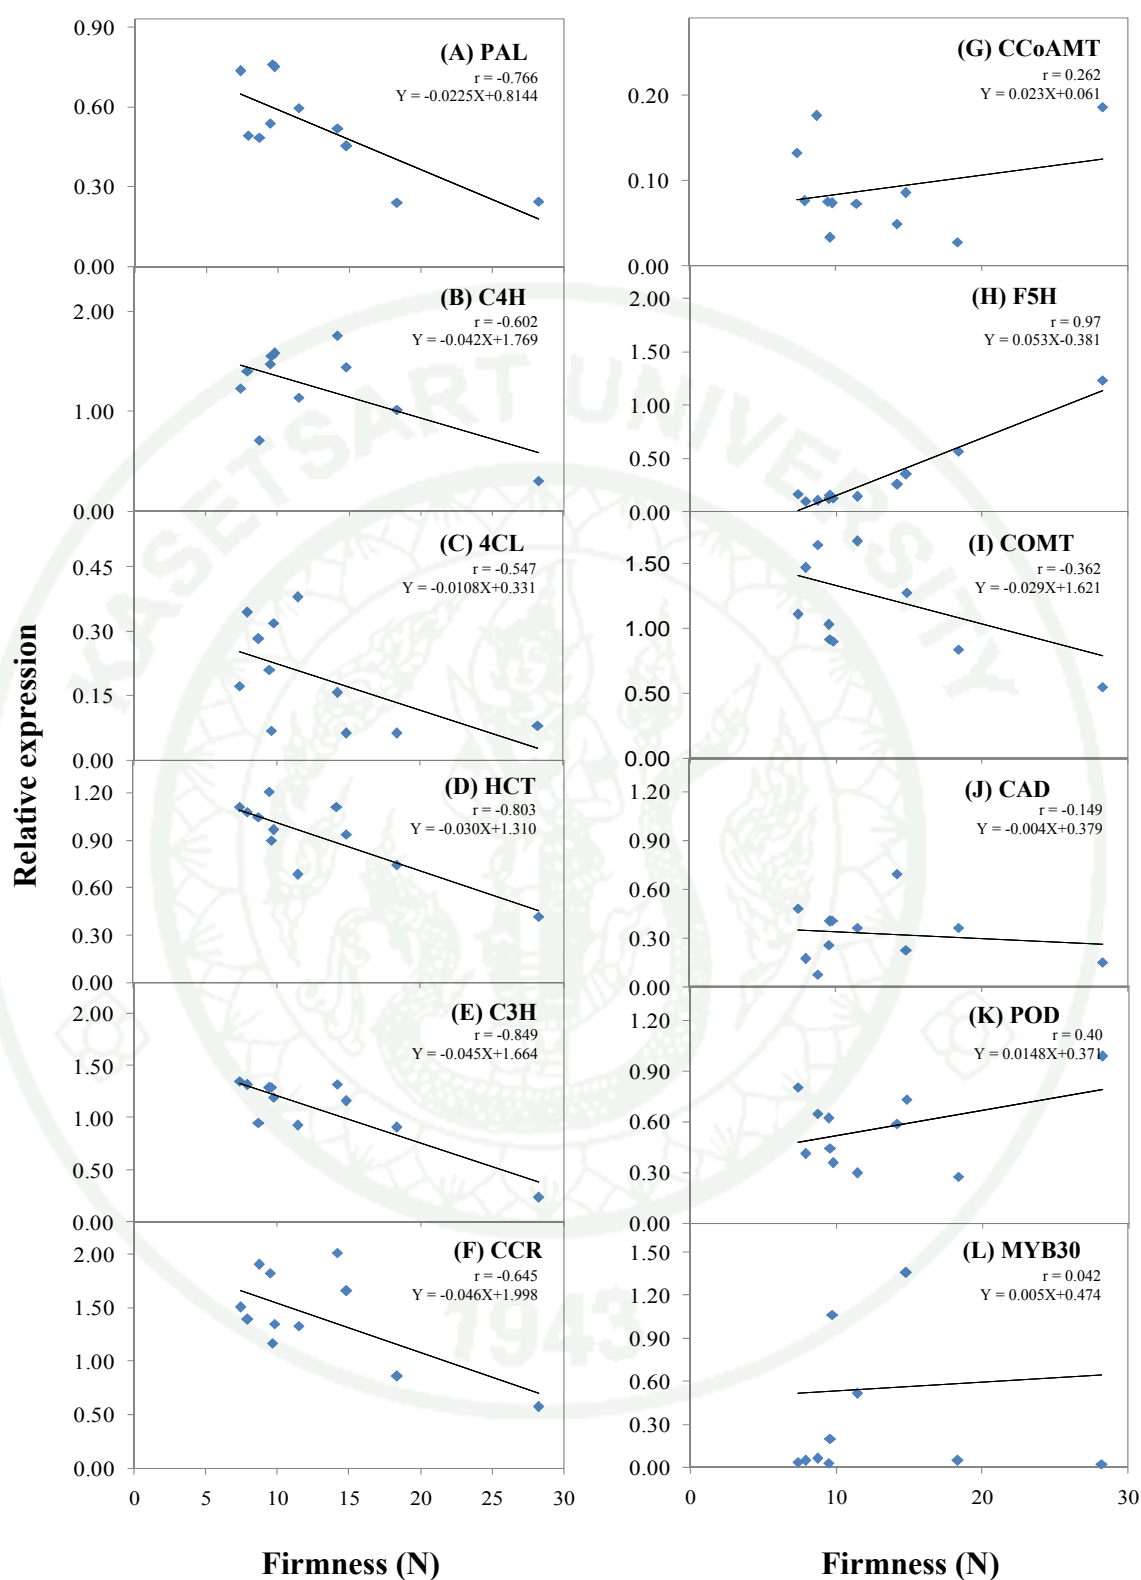 Relative expression
(A) PAL
r = -0.766
Y = -0.0225X+0.8144
0.90
0.60
0.30
0.00
(B) C4H
r = -0.602
Y = -0.042X+1.769
2.00
1.00
0.00
(C) 4CL
r = -0.547
Y = -0.0108X+0.331
0.45
0.30
0.15
0.00
(D) HCT
r = -0.803
Y = -0.030X+1.310
1.20
0.90
0.60
0.30
0.00
(E) C3H
r = -0.849
Y = -0.045X+1.664
2.00
1.50
1.00
0.50
0.00
(F) CCR
r = -0.645
Y = -0.046X+1.998
2.00
1.50
1.00
0.50
0.00
0 5 10 15 20 25 30
Firmness (N)
(G) CCoAMT
r = 0.262
Y = 0.023X+0.061
0.20
0.10
0.00
(H) F5H
r = 0.97
Y = 0.053X-0.381
2.00
1.50
1.00
0.50
0.00
(I) COMT
r = -0.362
Y = -0.029X+1.621
1.50
1.00
0.50
0.00
(J) CAD
r = -0.149
Y = -0.004X+0.379
1.20
0.90
0.60
0.30
0.00
(K) POD
r = 0.40
Y = 0.0148X+0.371
1.20
0.90
0.60
0.30
0.00
(L) MYB30
r = 0.042
Y = 0.005X+0.474
1.50
1.20
0.90
0.60
0.30
0.00
0 10 20 30
Firmness (N)
KASETSART UNIVERSITY
1943